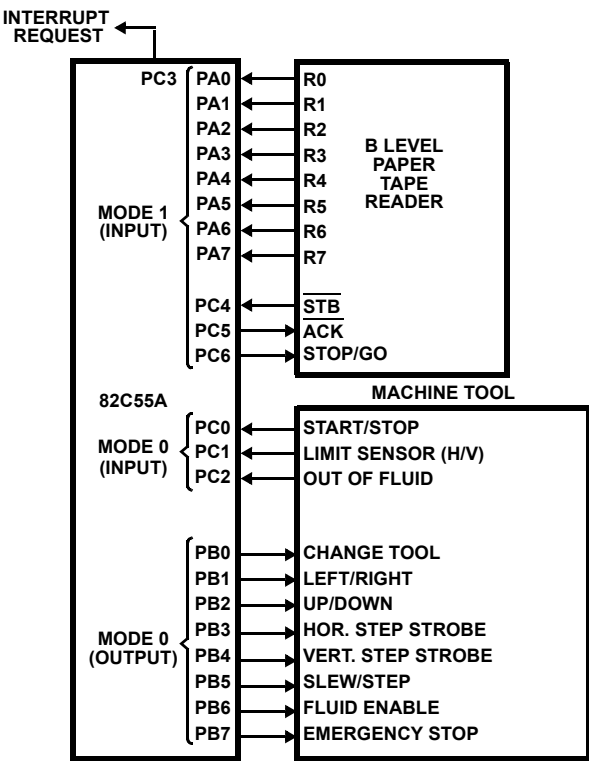 INTERRUPT
REQUEST
PC3 PA0 R0
PA1 R1
PA2 R2
PA3 R3
PA4 R4
PA5 R5
PA6 R6
PA7 R7
B LEVEL
PAPER
TAPE
READER
MODE 1
(INPUT)
PC4 STB
PC5 ACK
PC6 STOP/GO
MACHINE TOOL
82C55A
MODE 0
(INPUT)
PC0 START/STOP
PC1 LIMIT SENSOR (H/V)
PC2 OUT OF FLUID
MODE 0
(OUTPUT)
PB0 CHANGE TOOL
PB1 LEFT/RIGHT
PB2 UP/DOWN
PB3 HOR. STEP STROBE
PB4 VERT. STEP STROBE
PB5 SLEW/STEP
PB6 FLUID ENABLE
PB7 EMERGENCY STOP